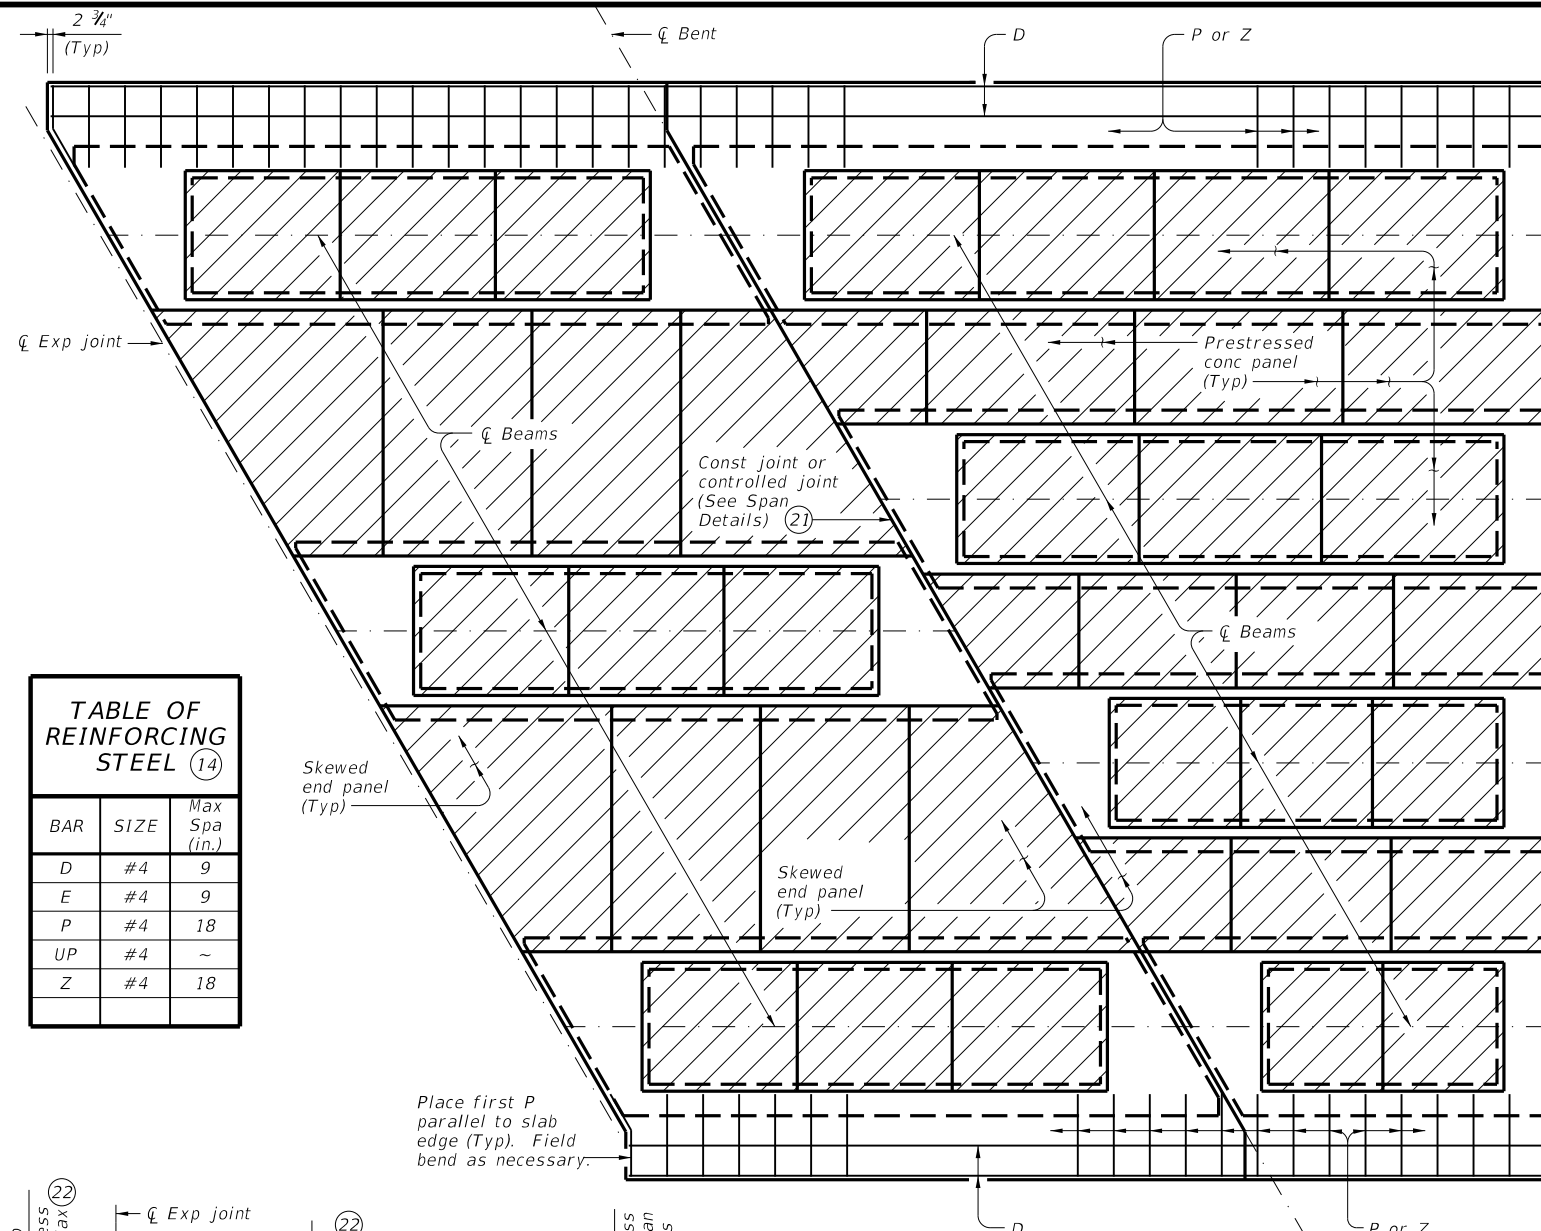 2 ¾"
(Typ)
℄ Bent
D
P or Z
℄ Exp joint
Prestressed
conc panel
(Typ)
℄ Beams
Const joint or
controlled joint
(See Span
Details) 21
℄ Beams
TABLE OF
REINFORCING
STEEL 14
BAR SIZE Max Spa (in.)
D #4 9
E #4 9
P #4 18
UP #4 ~
Z #4 18
Skewed
end panel
(Typ)
Skewed
end panel
(Typ)
Place first P
parallel to slab
edge (Typ). Field
bend as necessary.
22
℄ Exp joint
22
D
P or Z